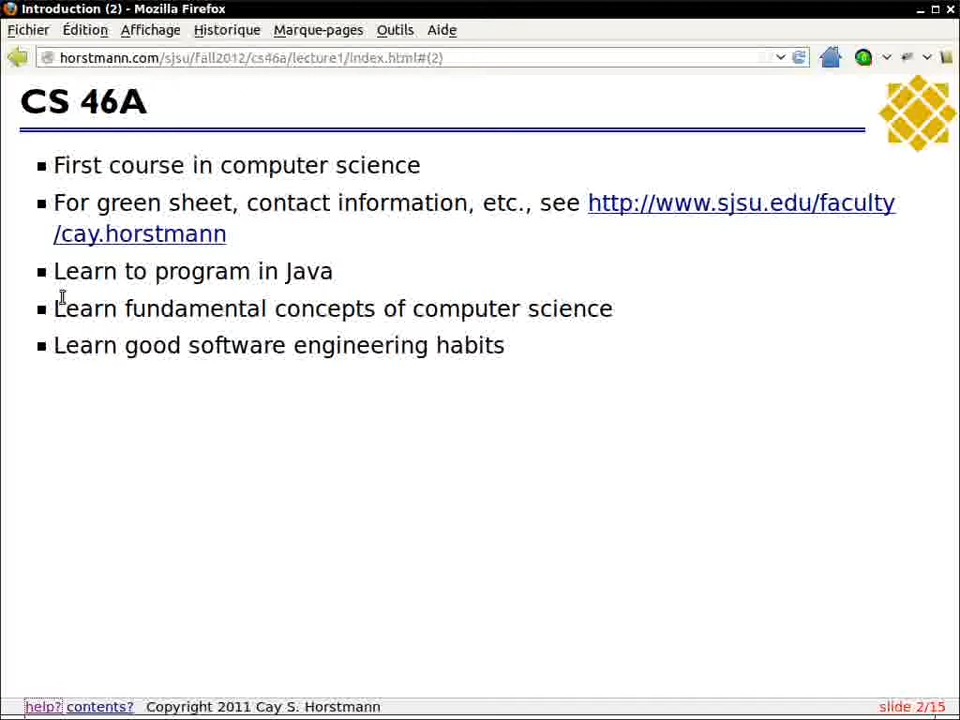 Introduction (2) - Mozilla Firefox
Fichier Édition Affichage Historique Marque-pages Outils Aide
horstmann.com/sjsu/fall2012/cs46a/lecture1/index.html#(2)
CS 46A
First course in computer science
For green sheet, contact information, etc., see http://www.sjsu.edu/faculty
/cay.horstmann
Learn to program in Java
Learn fundamental concepts of computer science
Learn good software engineering habits
help? contents? Copyright 2011 Cay S. Horstmann slide 2/15